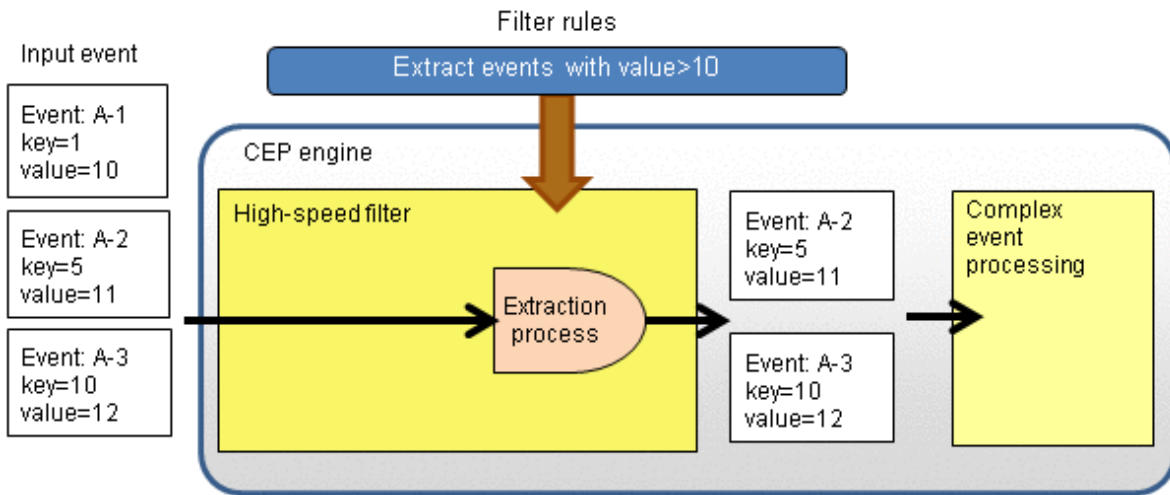 Filter rules
Extract events with value>10
Input event
Event: A-1
key=1
value=10
Event: A-2
key=5
value=11
Event: A-3
key=10
value=12
CEP engine
High-speed filter
Extraction
process
Event: A-2
key=5
value=11
Event: A-3
key=10
value=12
Complex
event
processing